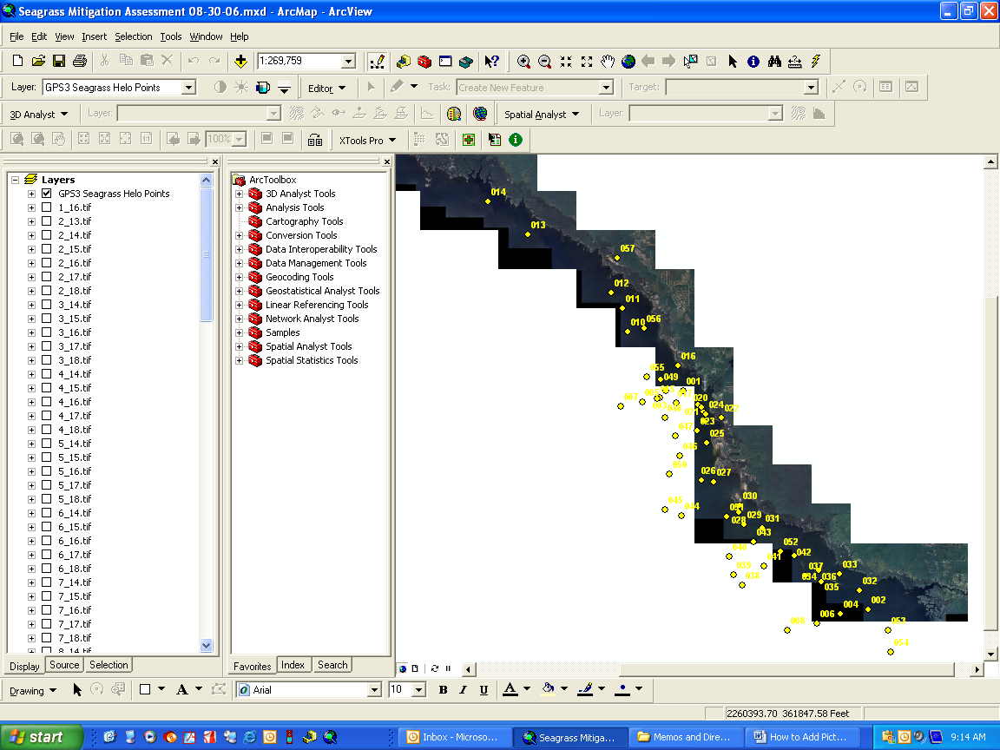 Seagrass Mitigation Assessment 08-30-06.mxd - ArcMap - ArcView
File Edit View Insert Selection Tools Window Help
1:269,759
Layer: GPS3 Seagrass Helo Points Editor Task: Create New Feature Target:
3D Analyst Layer: Spatial Analyst Layer:
100% XTools Pro
Layers
GPS3 Seagrass Helo Points
1_16.tif
2_13.tif
2_14.tif
2_15.tif
2_16.tif
2_17.tif
2_18.tif
3_14.tif
3_15.tif
3_16.tif
3_17.tif
3_18.tif
4_14.tif
4_15.tif
4_16.tif
4_17.tif
4_18.tif
5_14.tif
5_15.tif
5_16.tif
5_17.tif
5_18.tif
6_14.tif
6_15.tif
6_16.tif
6_17.tif
6_18.tif
7_14.tif
7_15.tif
7_16.tif
7_17.tif
7_18.tif
8_14.tif
Display Source Selection
ArcToolbox
3D Analyst Tools
Analysis Tools
Cartography Tools
Conversion Tools
Data Interoperability Tools
Data Management Tools
Geocoding Tools
Geostatistical Analyst Tools
Linear Referencing Tools
Network Analyst Tools
Samples
Spatial Analyst Tools
Spatial Statistics Tools
Favorites Index Search
014
013
057
012
011
010 056
016
055
049 001
007
020 024
021
023
047 025
046
050 026 027
030
045 044
029 031
028 043
040 052 042
041
039 037 033
038 034 036
035 032
004 002
006
053
054
Drawing A Arial 10 B I U A
2260393.70 361847.58 Feet
start Inbox - Microso... Seagrass Mitiga... Memos and Dire... How to Add Pict... 9:14 AM